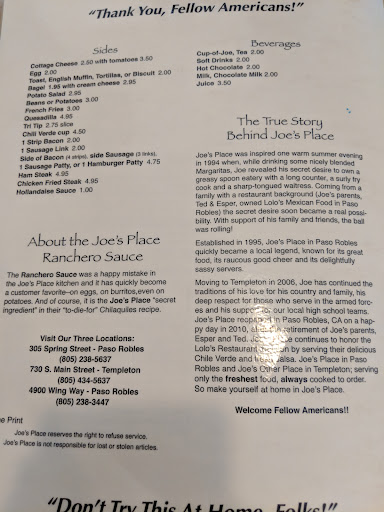 "Thank You, Fellow Americans!"
Sides
Cottage Cheese 2.50 with tomatoes 3.50
Egg 2.00
Toast, English Muffin, Tortillas, or Biscuit 2.00
Bagel 1.95 with cream cheese 2.95
Potato Salad 2.95
Beans or Potatoes 3.00
French Fries 3.00
Quesadilla 4.95
Tri Tip 2.75 slice
Chili Verde cup 4.50
1 Strip Bacon 2.00
1 Sausage Link 2.00
Side of Bacon (4 strips), side Sausage (3 links),
1 Sausage Patty, or 1 Hamburger Patty 4.75
Ham Steak 4.95
Chicken Fried Steak 4.95
Hollandaise Sauce 1.00
About the Joe's Place
Ranchero Sauce
The Ranchero Sauce was a happy mistake in
the Joe's Place kitchen and it has quickly become
a customer favorite-on eggs, on burritos,even on
potatoes. And of course, it is the Joe's Place "secret
ingredient" in their "to-die-for" Chilaquiles recipe.
Visit Our Three Locations:
305 Spring Street - Paso Robles
(805) 238-5637
730 S. Main Street - Templeton
(805) 434-5637
4900 Wing Way - Paso Robles
(805) 238-3447
e Print
Joe's Place reserves the right to refuse service.
Joe's Place is not responsible for lost or stolen articles.
Beverages
Cup-of-Joe, Tea 2.00
Soft Drinks 2.00
Hot Chocolate 2.00
Milk, Chocolate Milk 2.00
Juice 3.50
The True Story
Behind Joe's Place
Joe's Place was inspired one warm summer evening
in 1994 when, while drinking some nicely blended
Margaritas, Joe revealed his secret desire to own a
greasy spoon eatery with a long counter, a surly fry
cook and a sharp-tongued waitress. Coming from a
family with a restaurant background (Joe's parents,
Ted & Esper, owned Lolo's Mexican Food in Paso
Robles) the secret desire soon became a real possi-
bility. With support of his family and friends, the ball
was rolling!
Established in 1995, Joe's Place in Paso Robles
quickly became a local legend, known for its great
food, its raucous good cheer and its delightfully
sassy servers.
Moving to Templeton in 2006, Joe has continued the
traditions of his love for his country and family, his
deep respect for those who serve in the armed forc-
es and his support for our local high school teams.
Joe's Place reopened in Paso Robles, CA on a hap-
py day in 2010, retirement of Joe's parents,
Esper and Ted. Joe continues to honor the
Lolo's Restaurant by serving their delicious
Chile Verde and salsa. Joe's Place in Paso
Robles and Joe's Other Place in Templeton; serving
only the freshest food, always cooked to order.
So make yourself at home in Joe's Place.
Welcome Fellow Americans!!
"Don't Try This At Home, Folks!"